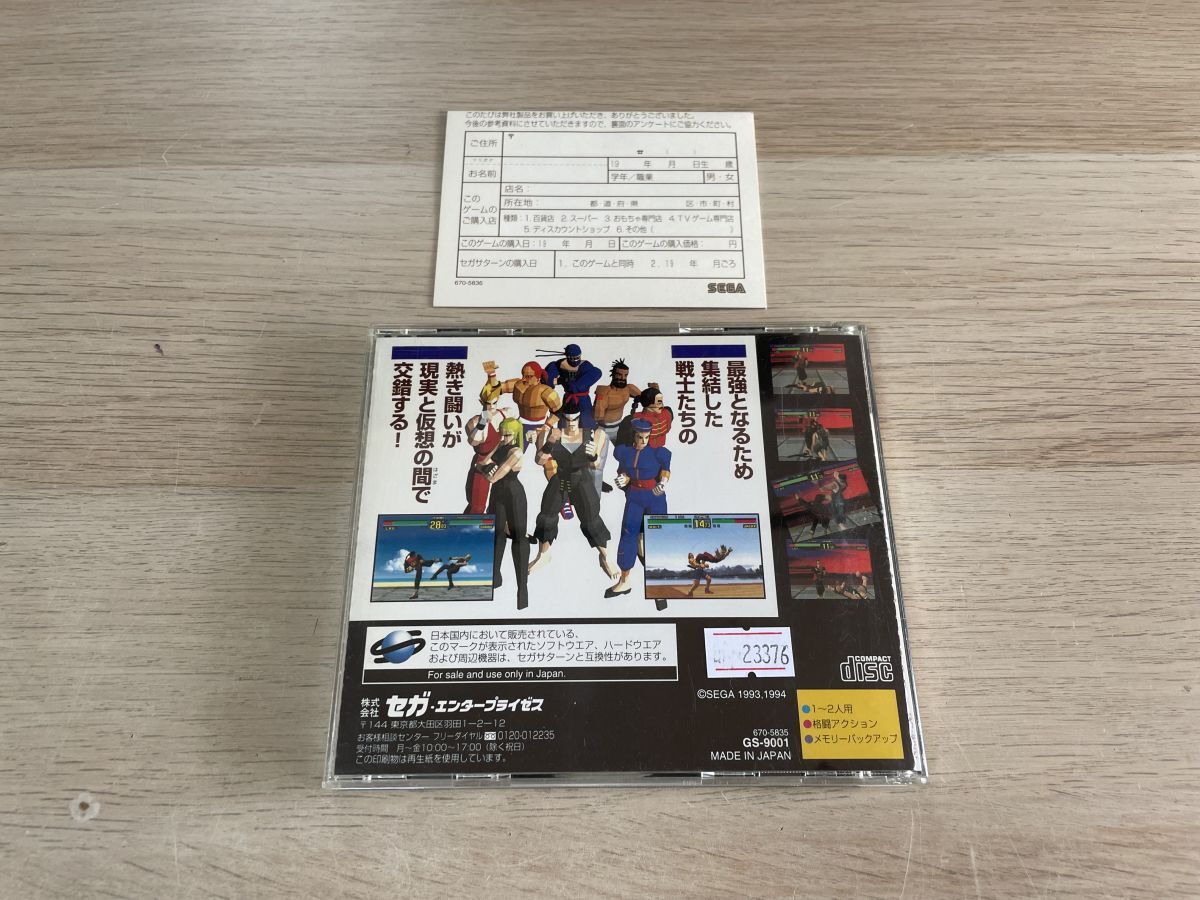 このたびは弊社製品をお買い上げいただき、ありがとうございました。
今後の参考資料にさせていただきますので、裏面のアンケートにご協力ください。
ご住所
〒
☎
お名前
19 年 月 日生 歳
学年/職業
男・女
この
ゲームの
ご購入店
店名:
所在地: 都・道・府・県 区・市・町・村
種類:1.百貨店 2.スーパー 3.おもちゃ専門店 4.TVゲーム専門店
5.ディスカウントショップ 6.その他( )
このゲームの購入日:19 年 月 日
このゲームの購入価格: 円
セガサターンの購入日
1.このゲームと同時 2.19 年 月ごろ
670-5836
SEGA
最強となるため
集結した
戦士たちの
熱き闘いが
現実と仮想の間で
はざま
交錯する!
28
14
日本国内において販売されている、
このマークが表示されたソフトウエア、ハードウエア
および周辺機器は、セガサターンと互換性があります。
For sale and use only in Japan.
23376
COMPACT
disc
株式
会社
セガ・エンタープライゼス
〒144 東京都大田区羽田1-2-12
お客様相談センター フリーダイヤル 0120-012235
受付時間 月~金10:00~17:00(除く祝日)
この印刷物は再生紙を使用しています。
©SEGA 1993,1994
670-5835
GS-9001
MADE IN JAPAN
1~2人用
格闘アクション
メモリーバックアップ